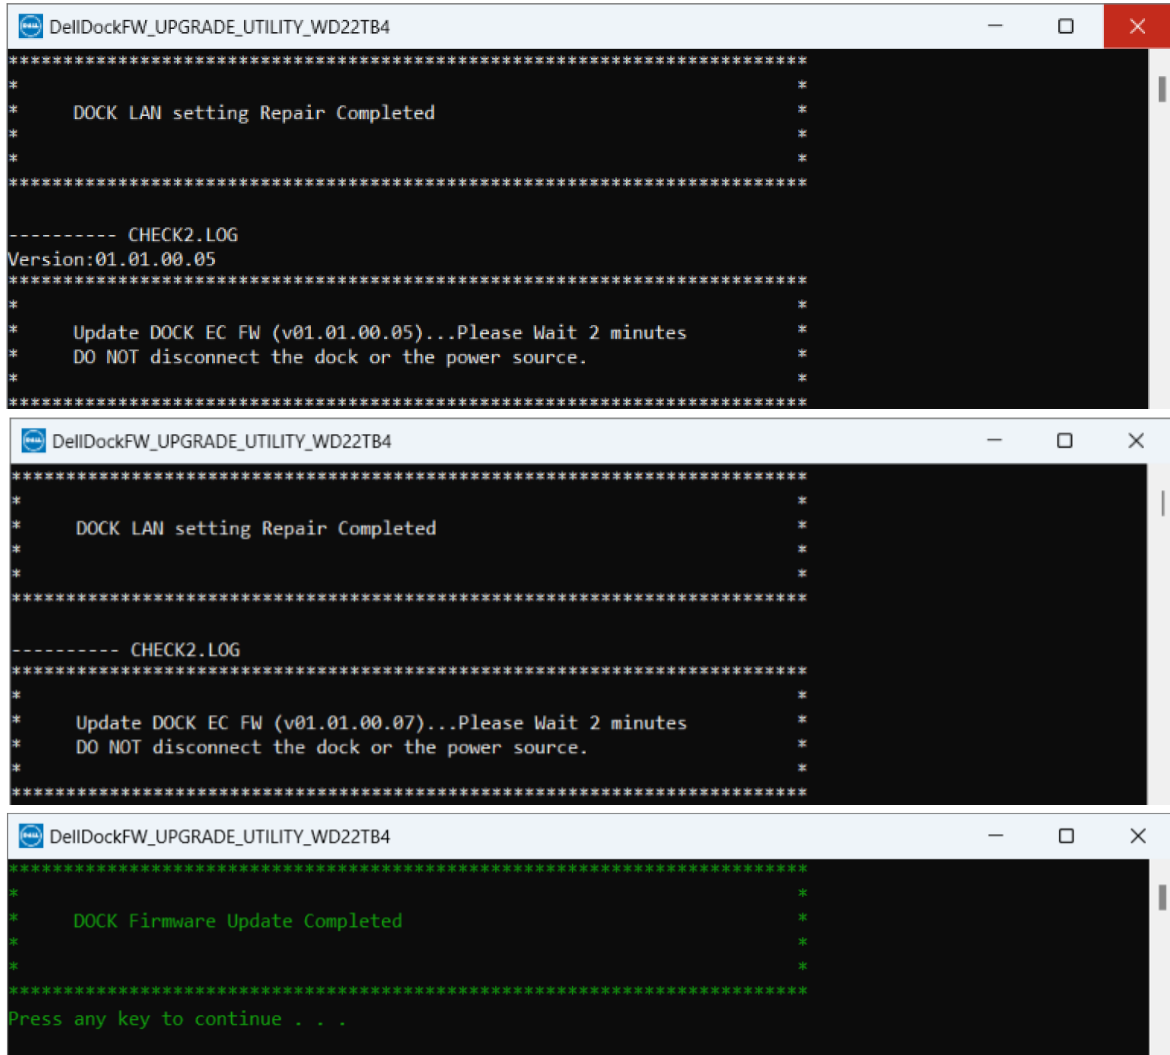 DellDockFW_UPGRADE_UTILITY_WD22TB4
*************************************************************************
* *
* DOCK LAN setting Repair Completed *
* *
* *
*************************************************************************
---------- CHECK2.LOG
Version:01.01.00.05
*************************************************************************
* *
* Update DOCK EC FW (v01.01.00.05)...Please Wait 2 minutes *
* DO NOT disconnect the dock or the power source. *
* *
*************************************************************************
DellDockFW_UPGRADE_UTILITY_WD22TB4
*************************************************************************
* *
* DOCK LAN setting Repair Completed *
* *
* *
*************************************************************************
---------- CHECK2.LOG
*************************************************************************
* *
* Update DOCK EC FW (v01.01.00.07)...Please Wait 2 minutes *
* DO NOT disconnect the dock or the power source. *
* *
*************************************************************************
DellDockFW_UPGRADE_UTILITY_WD22TB4
*************************************************************************
* *
* DOCK Firmware Update Completed *
* *
* *
*************************************************************************
Press any key to continue . . .